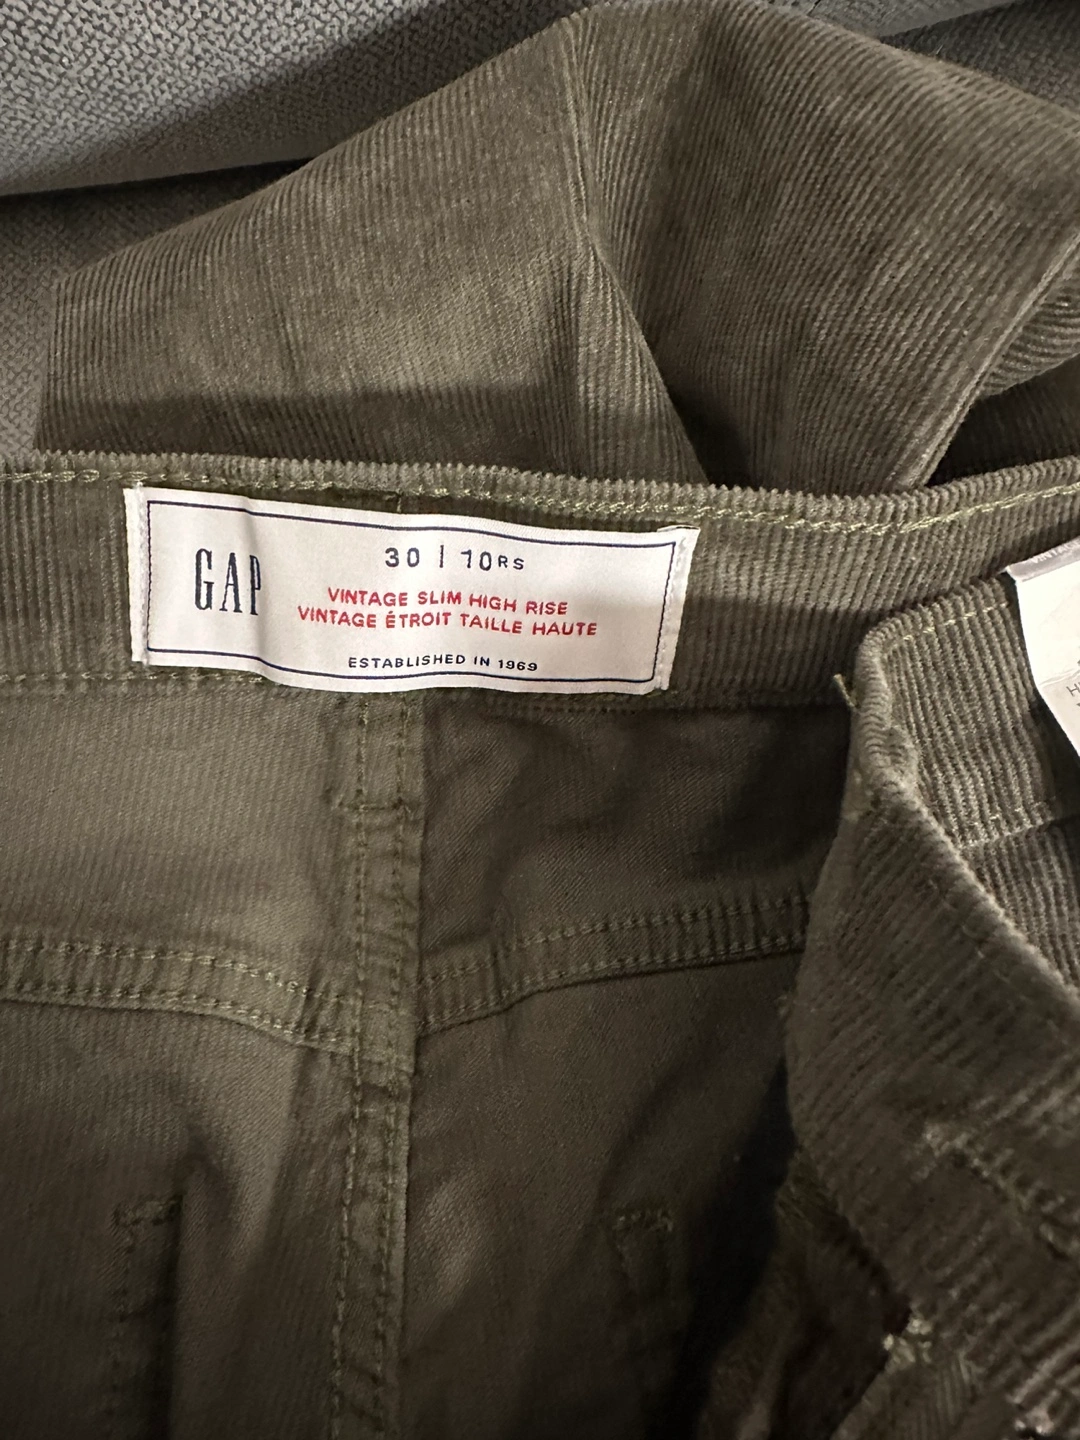 GAP
30 | 10RS
VINTAGE SLIM HIGH RISE
VINTAGE ÉTROIT TAILLE HAUTE
ESTABLISHED IN 1969